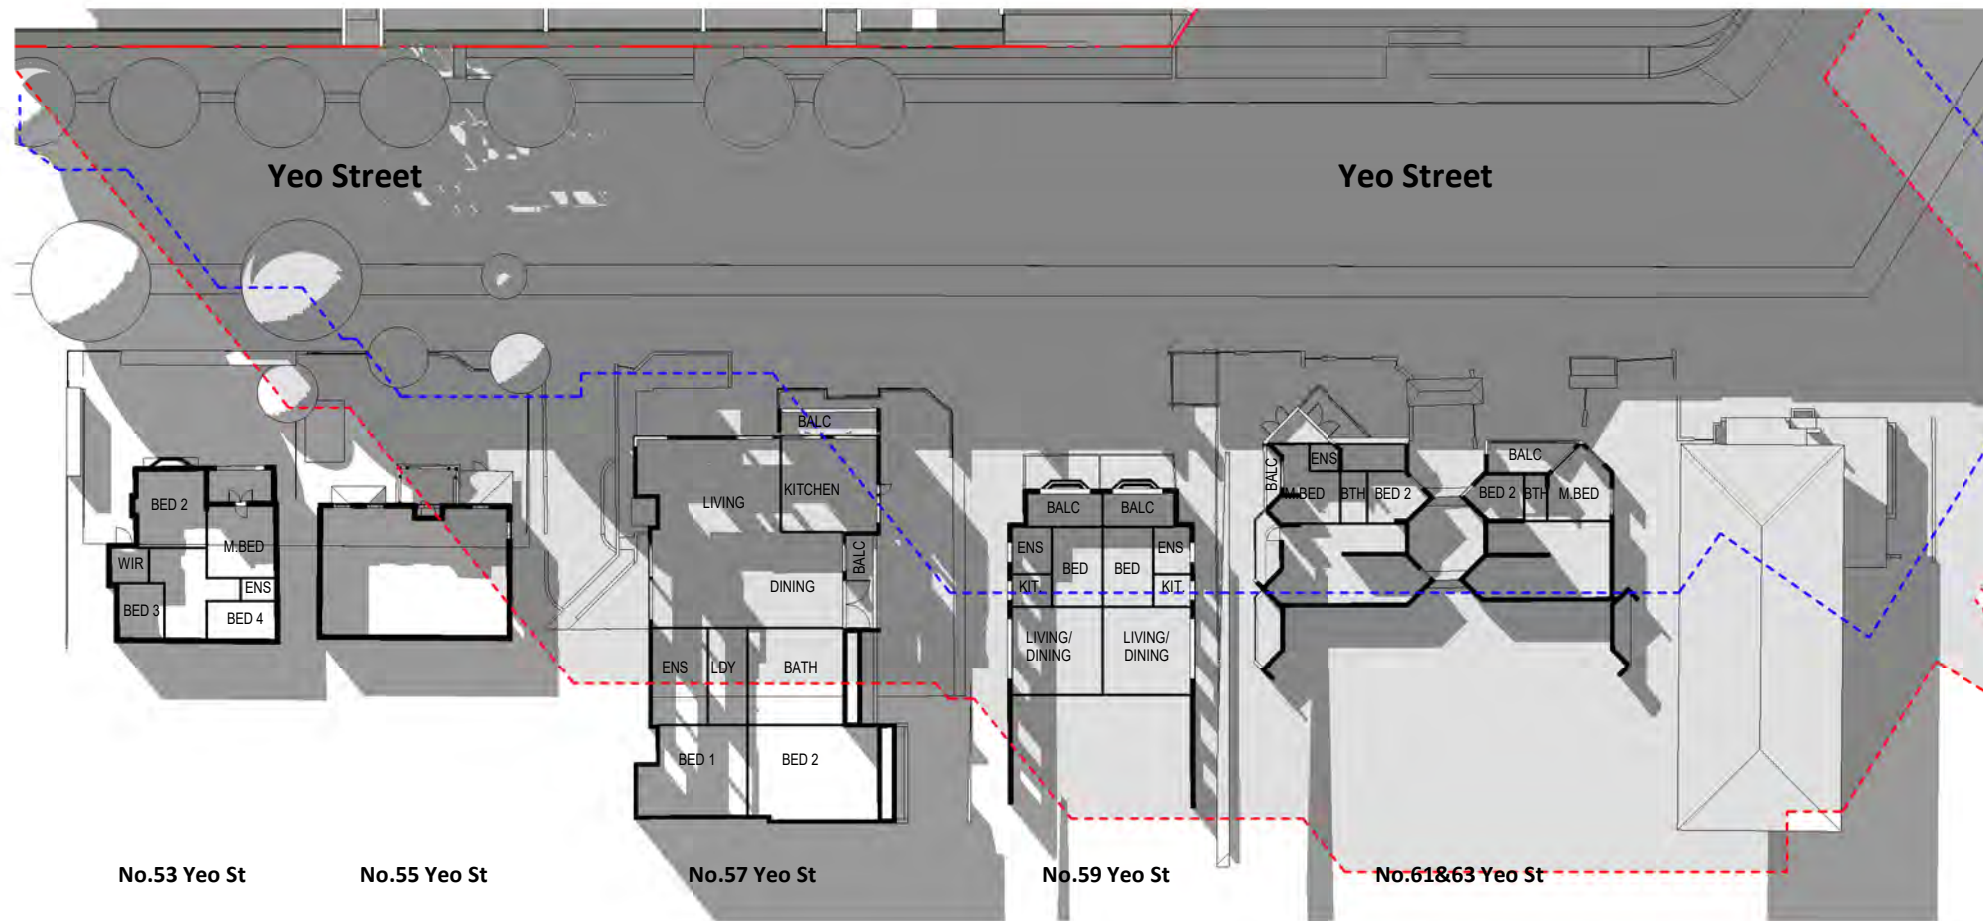 Yeo Street
Yeo Street
BED 2
M.BED
WIR
ENS
BED 3
BED 4
BALC
LIVING
KITCHEN
BALC
DINING
ENS
LDY
BATH
BED 1
BED 2
BALC
BALC
ENS
BED
BED
ENS
KIT.
KIT.
LIVING/
DINING
LIVING/
DINING
BALC
ENS
M.BED
BTH
BED 2
BALC
BED 2
BTH
M.BED
No.53 Yeo St
No.55 Yeo St
No.57 Yeo St
No.59 Yeo St
No.61&63 Yeo St